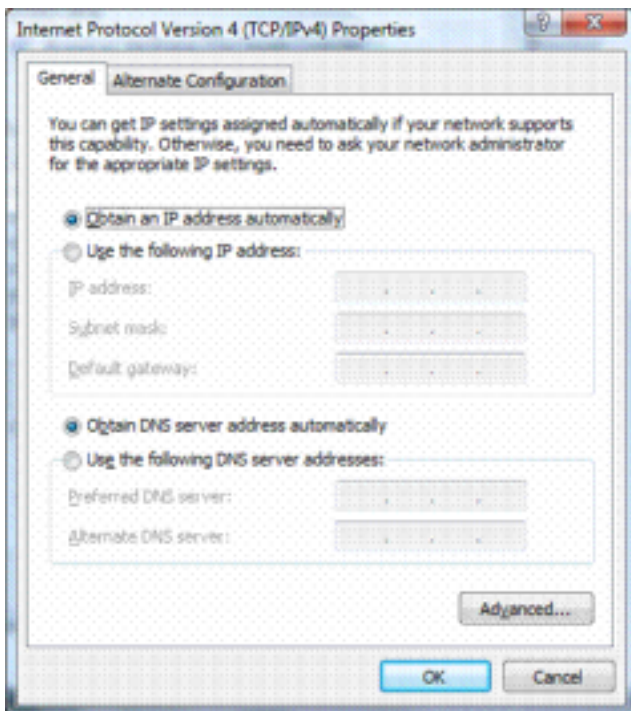 Internet Protocol Version 4 (TCP/IPv4) Properties
General
Alternate Configuration
You can get IP settings assigned automatically if your network supports
this capability. Otherwise, you need to ask your network administrator
for the appropriate IP settings.
Obtain an IP address automatically
Use the following IP address:
IP address:
Subnet mask:
Default gateway:
Obtain DNS server address automatically
Use the following DNS server addresses:
Preferred DNS server:
Alternate DNS server:
Advanced...
OK
Cancel